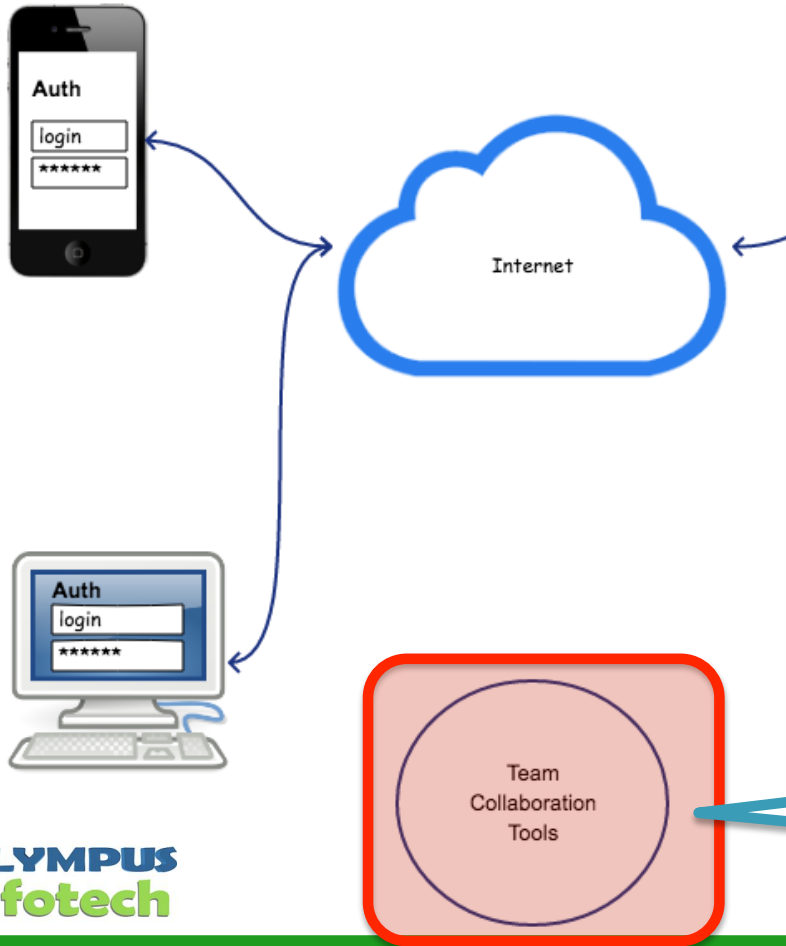 Auth
login
******
Internet
Auth
login
******
Team
Collaboration
Tools
LYMPUS
fotech